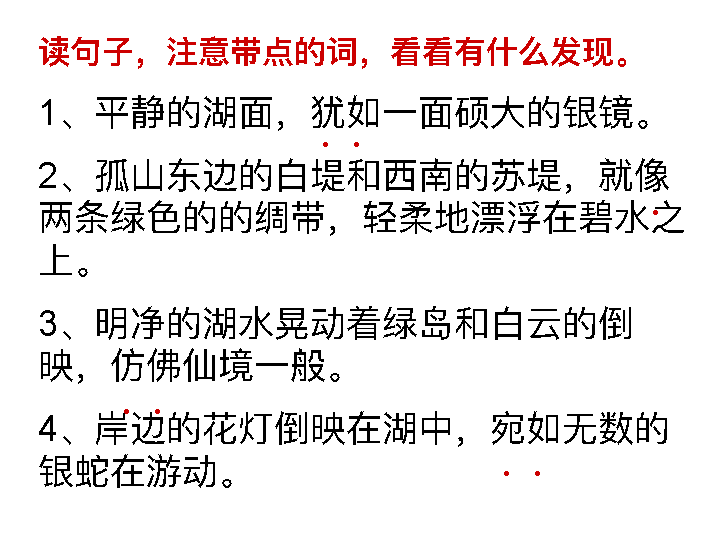 读句子，注意带点的词，看看有什么发现。
1、平静的湖面，犹如一面硕大的银镜。
2、孤山东边的白堤和西南的苏堤，就像
两条绿色的的绸带，轻柔地漂浮在碧水之
上。
3、明净的湖水晃动着绿岛和白云的倒
映，仿佛仙境一般。
4、岸边的花灯倒映在湖中，宛如无数的
银蛇在游动。